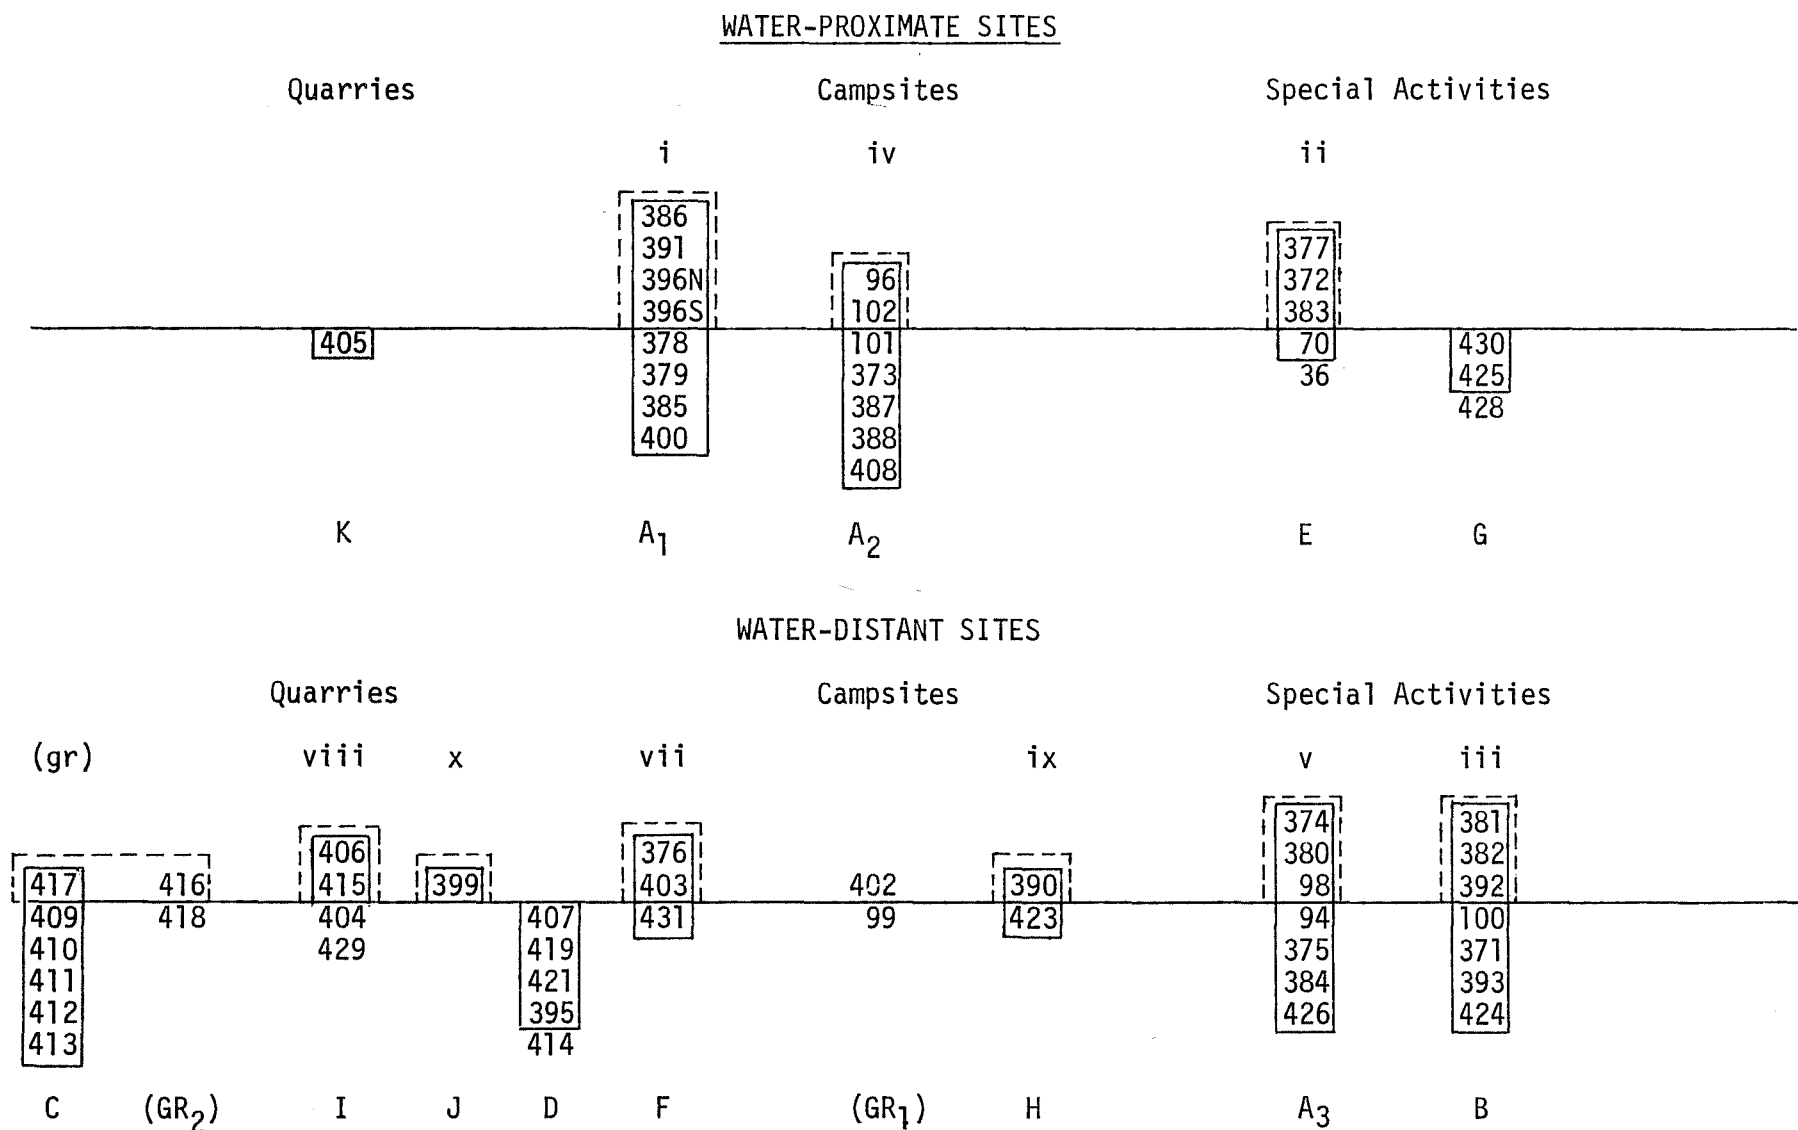 WATER-PROXIMATE SITES
Quarries Campsites Special Activities
i iv ii
386
391 377
396N 96 372
396S 102 383
405 378 101 70 430
379 373 36 425
385 387 428
400 388
408
K A1 A2 E G
WATER-DISTANT SITES
Quarries Campsites Special Activities
(gr) viii x vii ix v iii
374 381
406 376 380 382
417 416 415 399 403 402 390 98 392
409 418 404 407 431 99 423 94 100
410 429 419 375 371
411 421 384 393
412 395 426 424
413 414
C (GR2) I J D F (GR1) H A3 B